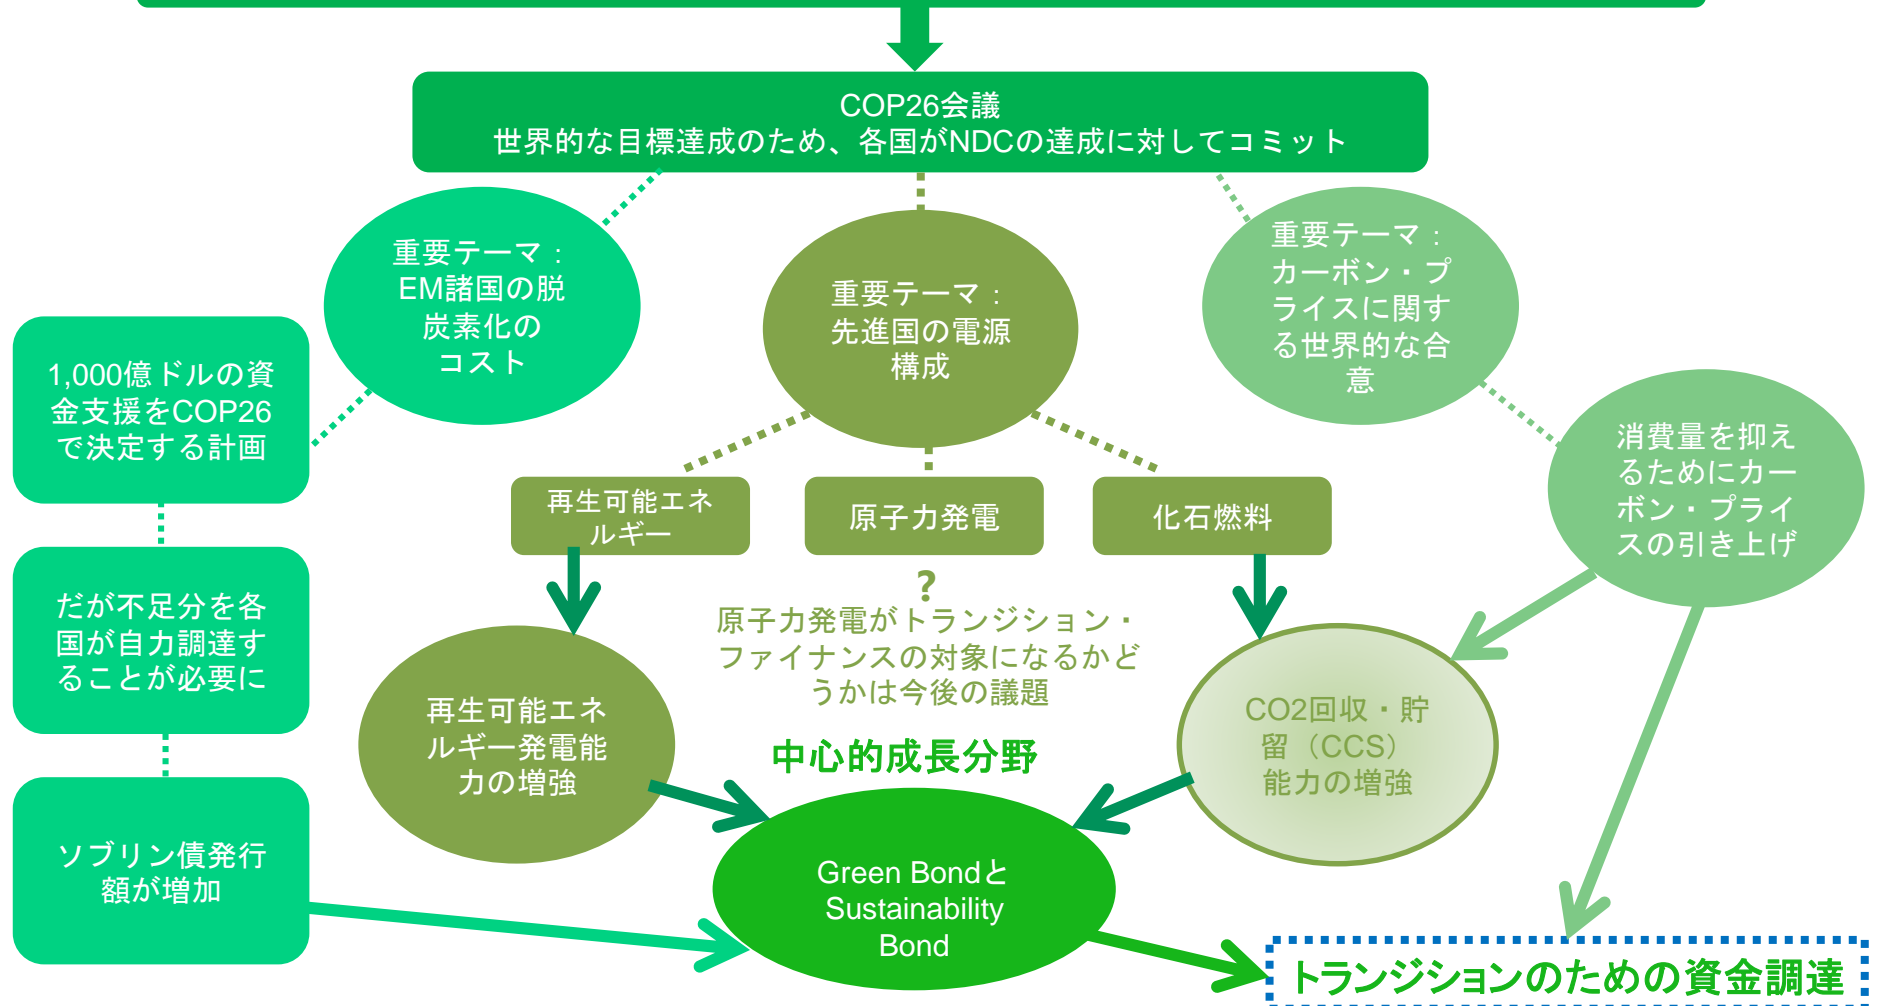 COP26会議
世界的な目標達成のため、各国がNDCの達成に対してコミット
重要テーマ：
EM諸国の脱
炭素化の
コスト
重要テーマ：
先進国の電源
構成
重要テーマ：
カーボン・プ
ライスに関す
る世界的な合
意
1,000億ドルの資
金支援をCOP26
で決定する計画
消費量を抑え
るためにカー
ボン・プライ
スの引き上げ
再生可能エネ
ルギー
原子力発電
化石燃料
?
原子力発電がトランジション・
ファイナンスの対象になるかど
うかは今後の議題
だが不足分を各
国が自力調達す
ることが必要に
再生可能エネ
ルギー発電能
力の増強
CO2回収・貯
留（CCS）
能力の増強
中心的成長分野
ソブリン債発行
額が増加
Green Bondと
Sustainability
Bond
トランジションのための資金調達